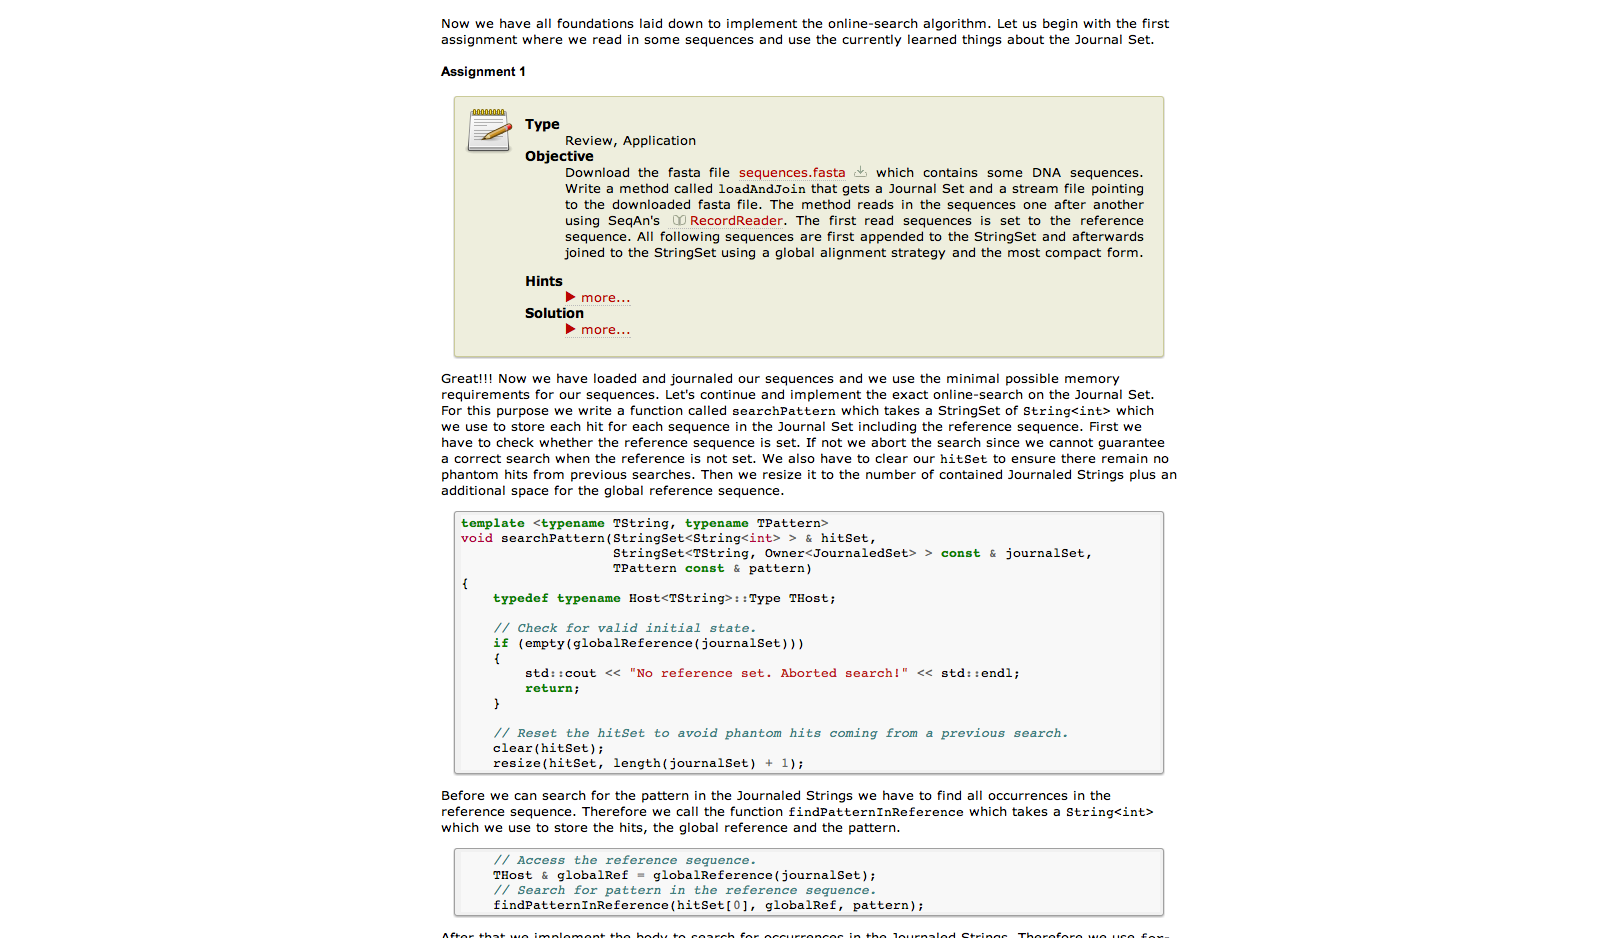 Now we have all foundations laid down to implement the online-search algorithm. Let us begin with the first
assignment where we read in some sequences and use the currently learned things about the Journal Set.
Assignment 1
Type
Review, Application
Objective
Download the fasta file sequences.fasta which contains some DNA sequences.
Write a method called loadAndJoin that gets a Journal Set and a stream file pointing
to the downloaded fasta file. The method reads in the sequences one after another
using SeqAn's RecordReader. The first read sequences is set to the reference
sequence. All following sequences are first appended to the StringSet and afterwards
joined to the StringSet using a global alignment strategy and the most compact form.
Hints
more...
Solution
more...
Great!!! Now we have loaded and journaled our sequences and we use the minimal possible memory
requirements for our sequences. Let's continue and implement the exact online-search on the Journal Set.
For this purpose we write a function called searchPattern which takes a StringSet of String<int> which
we use to store each hit for each sequence in the Journal Set including the reference sequence. First we
have to check whether the reference sequence is set. If not we abort the search since we cannot guarantee
a correct search when the reference is not set. We also have to clear our hitSet to ensure there remain no
phantom hits from previous searches. Then we resize it to the number of contained Journaled Strings plus an
additional space for the global reference sequence.
template <typename TString, typename TPattern>
void searchPattern(StringSet<String<int> > & hitSet,
StringSet<TString, Owner<JournaledSet> > const & journalSet,
TPattern const & pattern)
{
typedef typename Host<TString>::Type THost;
// Check for valid initial state.
if (empty(globalReference(journalSet)))
{
std::cout << "No reference set. Aborted search!" << std::endl;
return;
}
// Reset the hitSet to avoid phantom hits coming from a previous search.
clear(hitSet);
resize(hitSet, length(journalSet) + 1);
Before we can search for the pattern in the Journaled Strings we have to find all occurrences in the
reference sequence. Therefore we call the function findPatternInReference which takes a String<int>
which we use to store the hits, the global reference and the pattern.
// Access the reference sequence.
THost & globalRef = globalReference(journalSet);
// Search for pattern in the reference sequence.
findPatternInReference(hitSet[0], globalRef, pattern);
After that we implement the body to search for occurrences in the Journaled Strings. Therefore we use for-